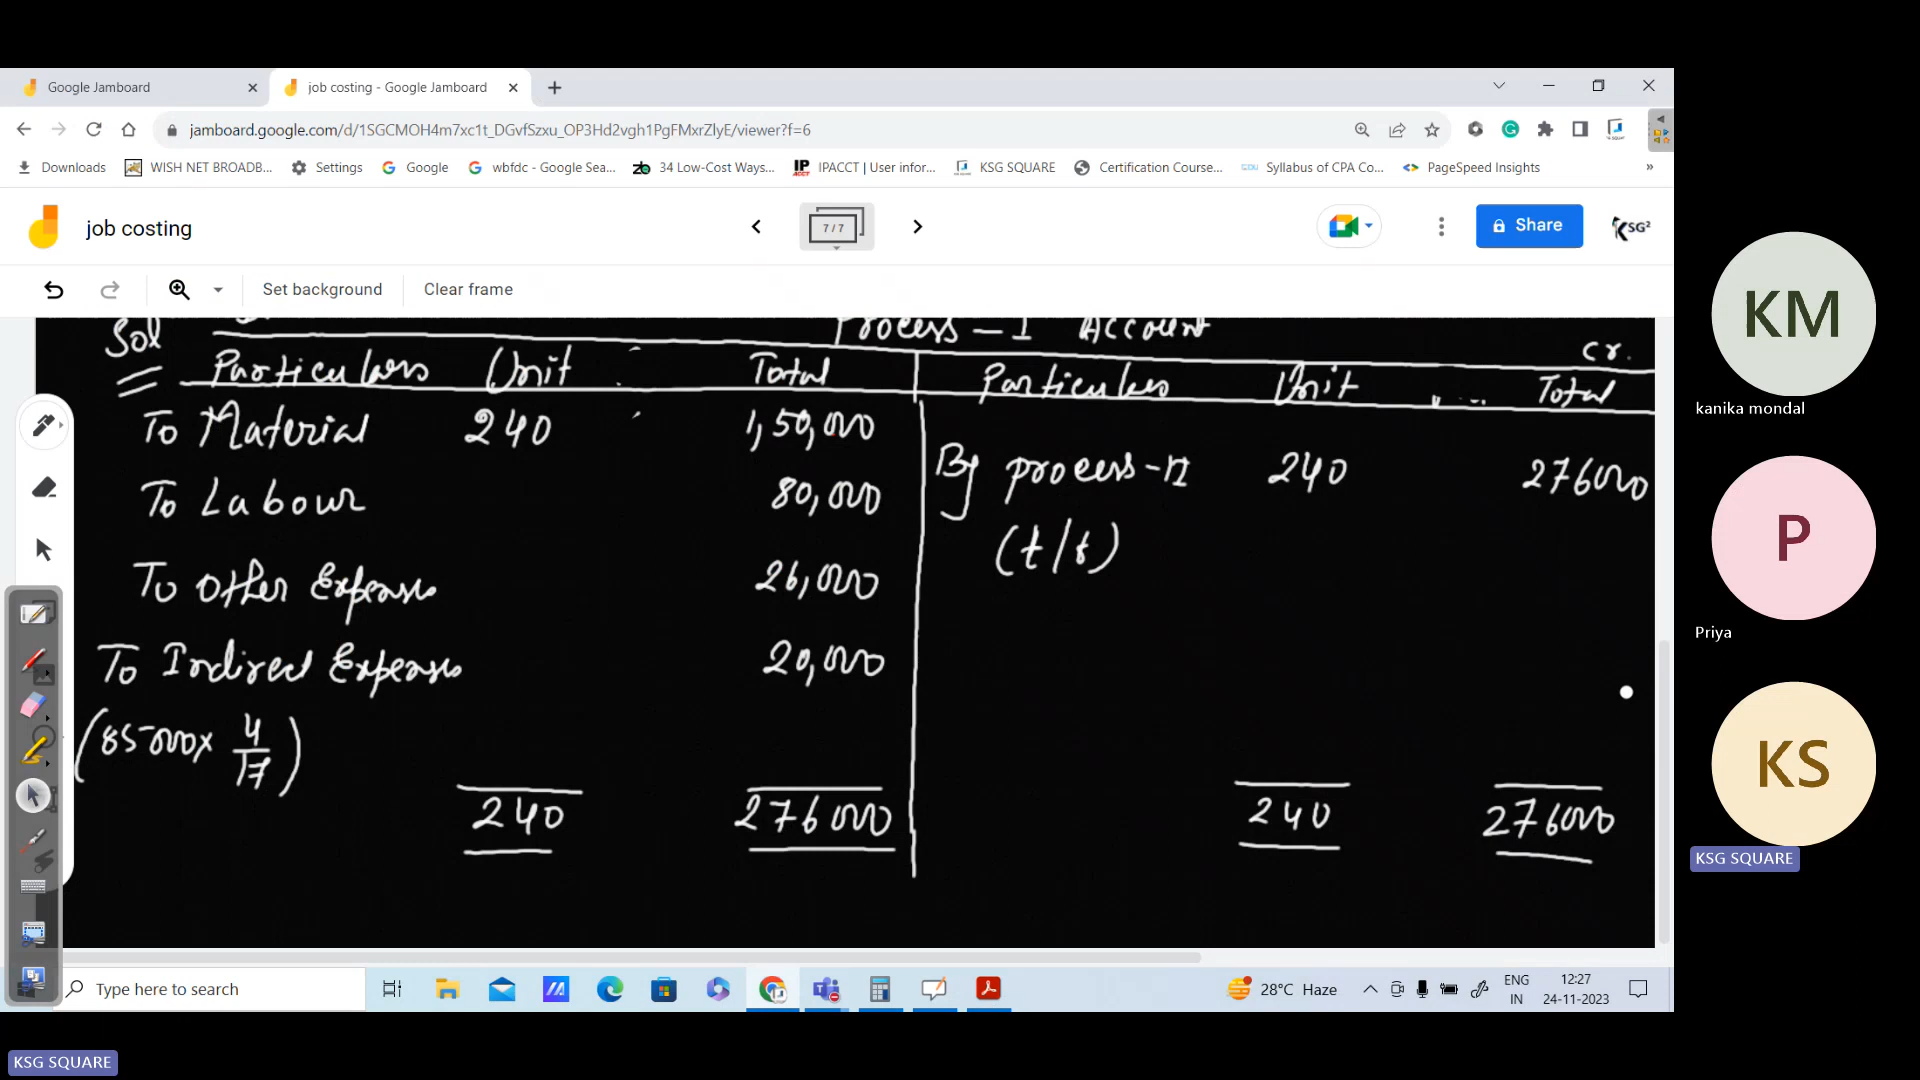 Google Jamboard
job costing - Google Jamboard
jamboard.google.com/d/1SGCMOH4m7xc1t_DGvfSzxu_OP3Hd2vgh1PgFMxrZlyE/viewer?f=6
Downloads WISH NET BROADB... Settings Google wbfdc - Google Sea... 34 Low-Cost Ways... IPACCT | User infor... KSG SQUARE Certification Course... Syllabus of CPA Co... PageSpeed Insights »
job costing 7 / 7 Share KSG²
Set background Clear frame
Sol Process - I Account
Cr.
Particulars Unit Total Particulars Unit Total
To Material 240 1,50,000
By process-II 240 276000
(t/f)
To Labour 80,000
To Other Expenses 26,000
To Indirect Expenses 20,000
(85000x 4/17)
240 276000 240 276000
Type here to search
28°C Haze
ENG
IN
12:27
24-11-2023
KM
kanika mondal
P
Priya
KS
KSG SQUARE
KSG SQUARE